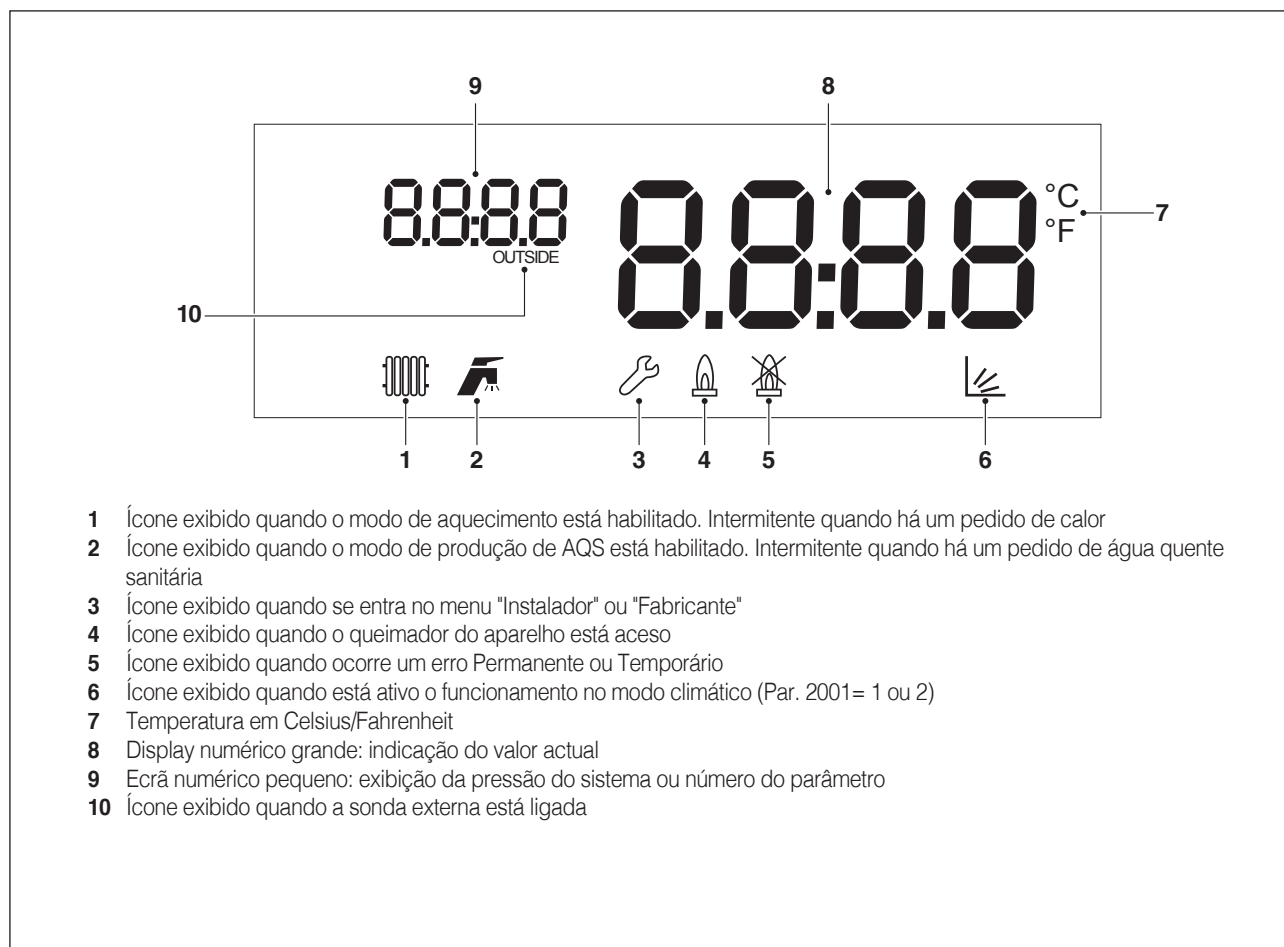 9
8
8.8:8.8
8.8:8.8
°C
°F
7
OUTSIDE
10
1
2
3
4
5
6
1 Ícone exibido quando o modo de aquecimento está habilitado. Intermitente quando há um pedido de calor
2 Ícone exibido quando o modo de produção de AQS está habilitado. Intermitente quando há um pedido de água quente
sanitária
3 Ícone exibido quando se entra no menu "Instalador" ou "Fabricante"
4 Ícone exibido quando o queimador do aparelho está aceso
5 Ícone exibido quando ocorre um erro Permanente ou Temporário
6 Ícone exibido quando está ativo o funcionamento no modo climático (Par. 2001= 1 ou 2)
7 Temperatura em Celsius/Fahrenheit
8 Display numérico grande: indicação do valor actual
9 Ecrã numérico pequeno: exibição da pressão do sistema ou número do parâmetro
10 Ícone exibido quando a sonda externa está ligada